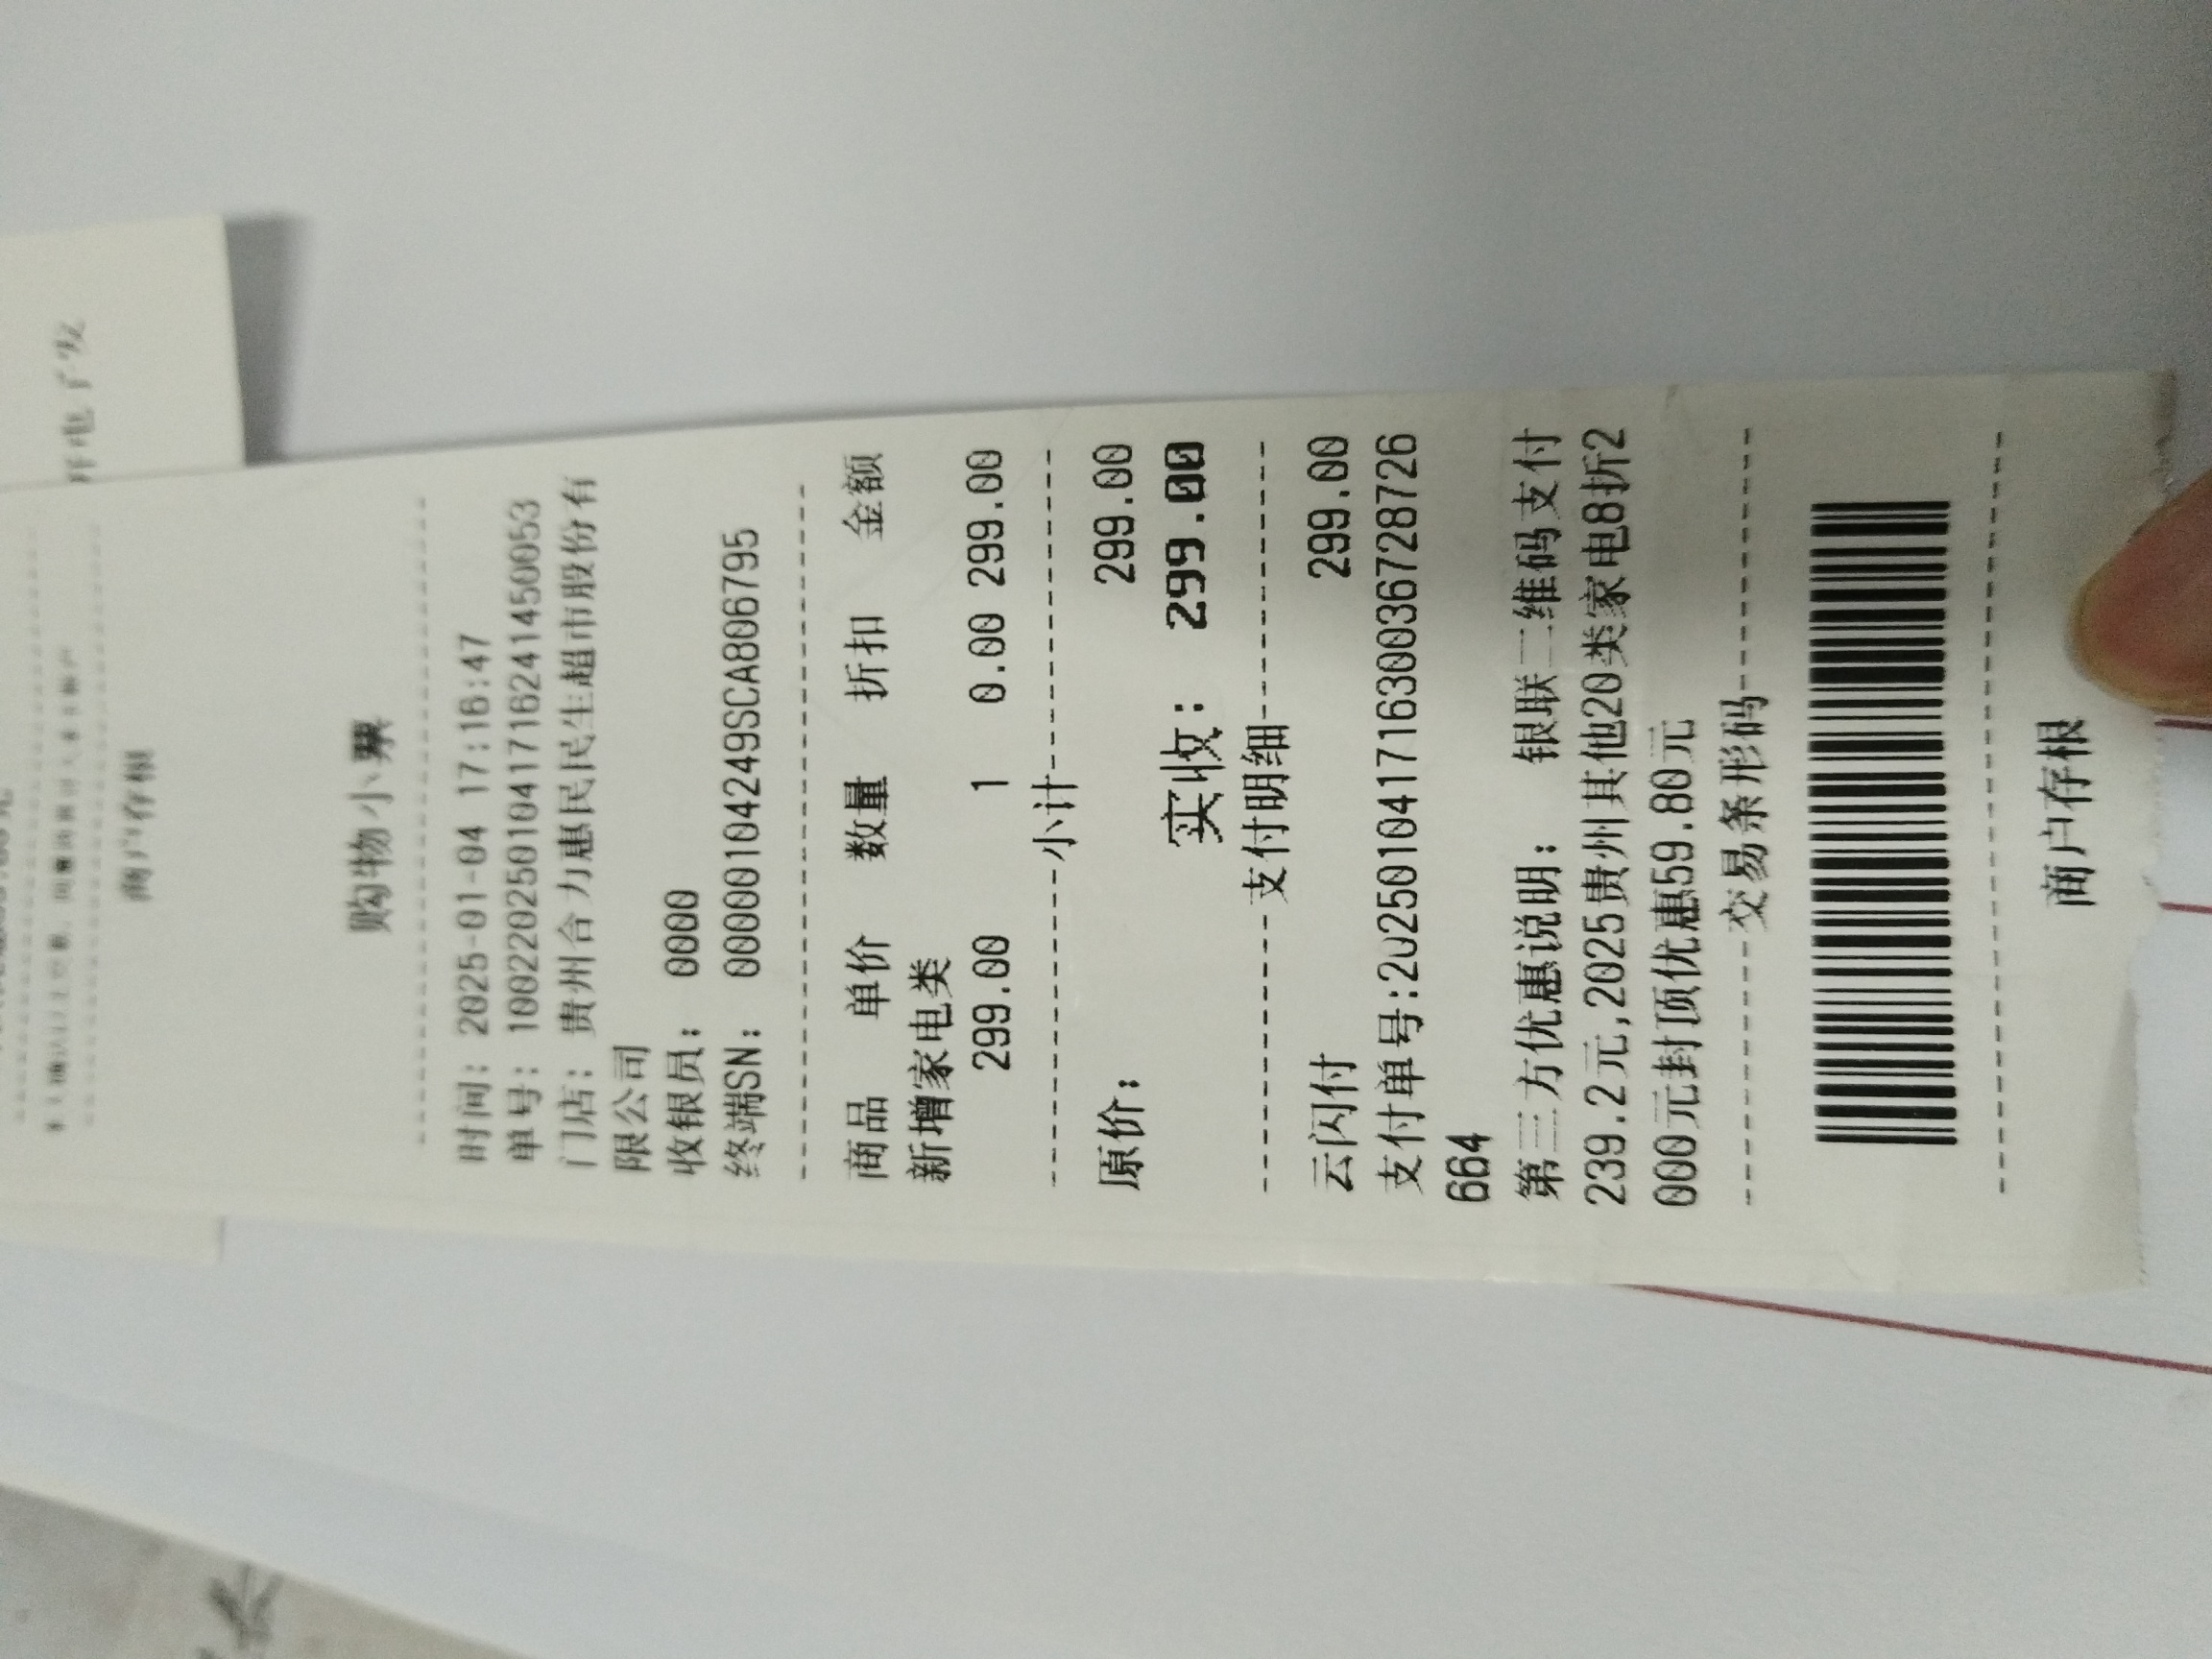 开电子发
商户存根
购物小票
时间: 2025-01-04 17:16:47
单号: 10022025010417162414500053
门店: 贵州合力惠民民生超市股份有
限公司
收银员: 0000
终端SN: 00000104249SCA806795
商品 单价 数量 折扣 金额
新增家电类
299.00 1 0.00 299.00
小计
原价: 299.00
实收: 299.00
支付明细
云闪付 299.00
支付单号:2025010417163003672​8726
664
第三方优惠说明: 银联二维码支付
239.2元,2025贵州其他20类家电8折2
000元封顶优惠59.80元
交易条形码
商户存根